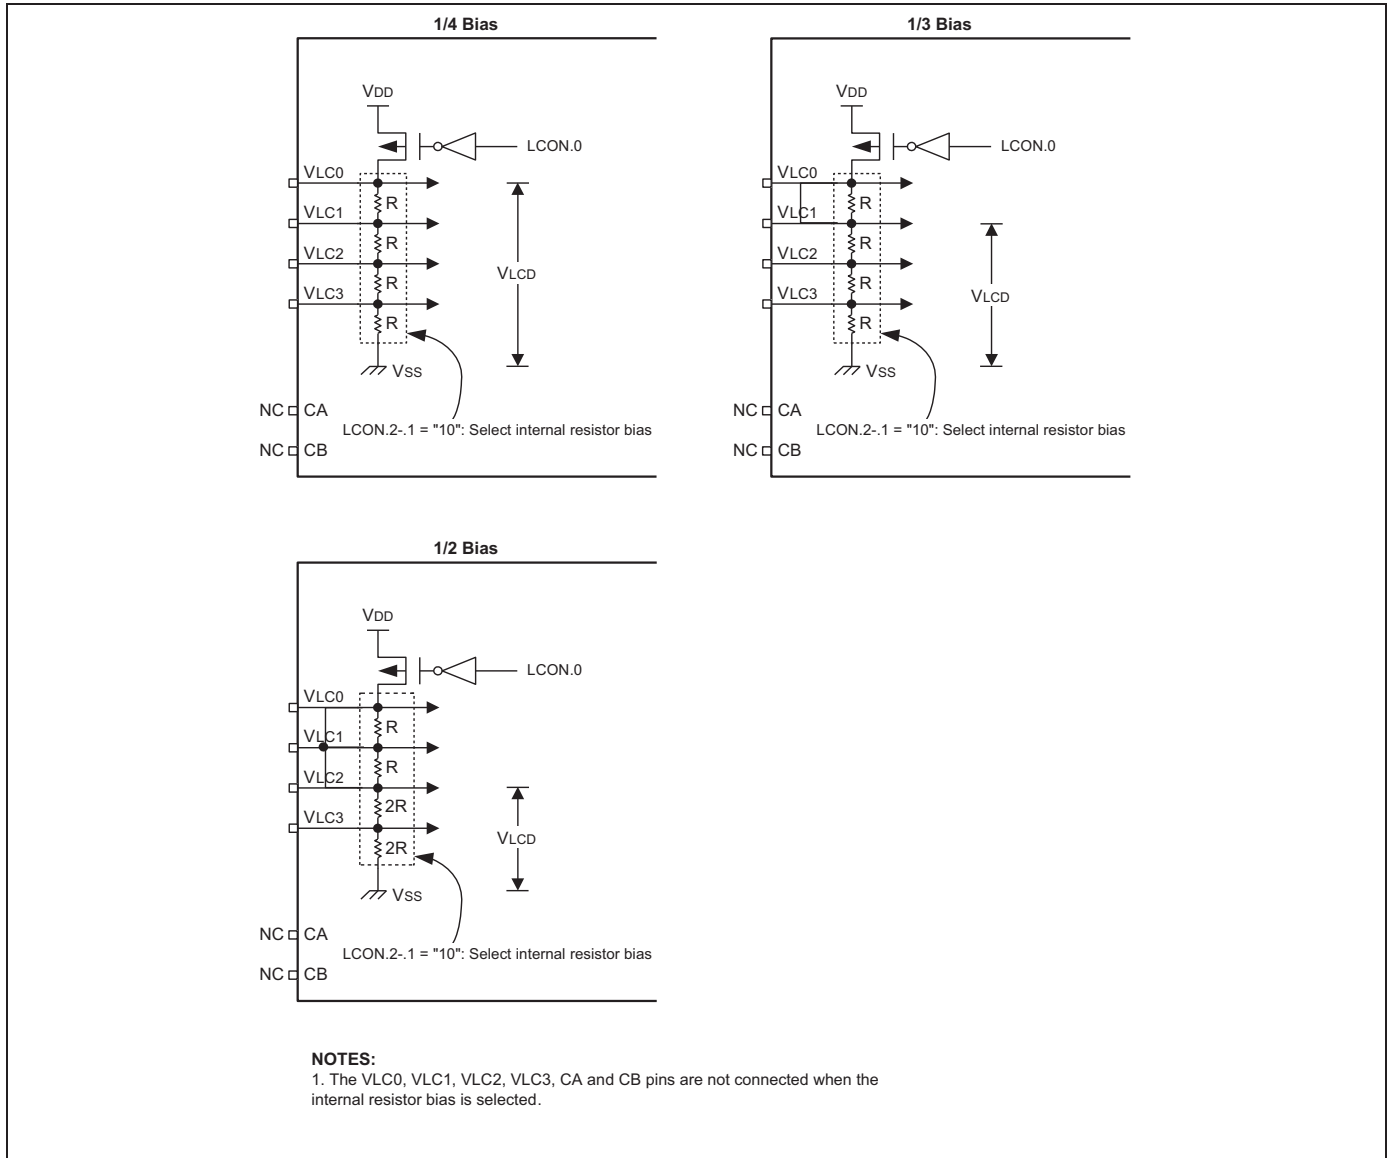 1/4 Bias
VDD
LCON.0
VLC0
R
VLC1
R
VLC2
R
VLCD
VLC3
R
VSS
NC CA
LCON.2-.1 = "10": Select internal resistor bias
NC CB
1/3 Bias
VDD
LCON.0
VLC0
R
VLC1
R
VLC2
R
VLCD
VLC3
R
VSS
NC CA
LCON.2-.1 = "10": Select internal resistor bias
NC CB
1/2 Bias
VDD
LCON.0
VLC0
R
VLC1
R
VLC2
2R
VLC3
VLCD
2R
VSS
NC CA
LCON.2-.1 = "10": Select internal resistor bias
NC CB
NOTES:
1. The VLC0, VLC1, VLC2, VLC3, CA and CB pins are not connected when the
internal resistor bias is selected.